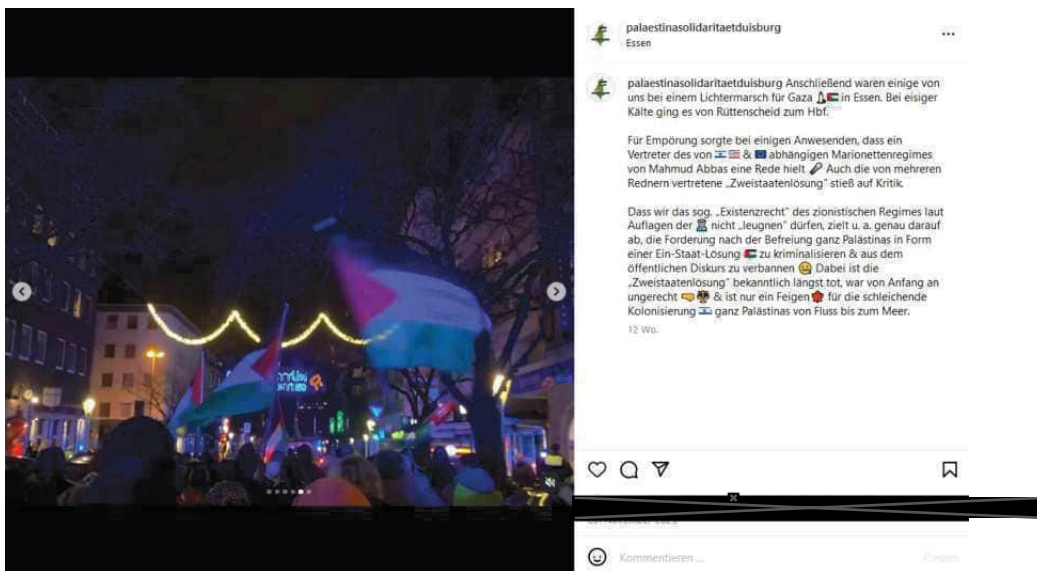 palaestinasolidaritaetduisburg
Essen
palaestinasolidaritaetduisburg Anschließend waren einige von
uns bei einem Lichtermarsch für Gaza 🕯🇵🇸 in Essen. Bei eisiger
Kälte ging es von Rüttenscheid zum Hbf.
Für Empörung sorgte bei einigen Anwesenden, dass ein
Vertreter des von 🇮🇱🇺🇸 & 🇪🇺 abhängigen Marionettenregimes
von Mahmud Abbas eine Rede hielt 🎤 Auch die von mehreren
Rednern vertretene „Zweistaatenlösung" stieß auf Kritik.
Dass wir das sog. „Existenzrecht" des zionistischen Regimes laut
Auflagen der 👮 nicht „leugnen" dürfen, zielt u. a. genau darauf
ab, die Forderung nach der Befreiung ganz Palästinas in Form
einer Ein-Staat-Lösung 🇵🇸 zu kriminalisieren & aus dem
öffentlichen Diskurs zu verbannen 😬 Dabei ist die
„Zweistaatenlösung" bekanntlich längst tot, war von Anfang an
ungerecht & ist nur ein Feigen🍁 für die schleichende
Kolonisierung 🇮🇱 ganz Palästinas von Fluss bis zum Meer.
12 Wo.
Kommentieren ...
Posten